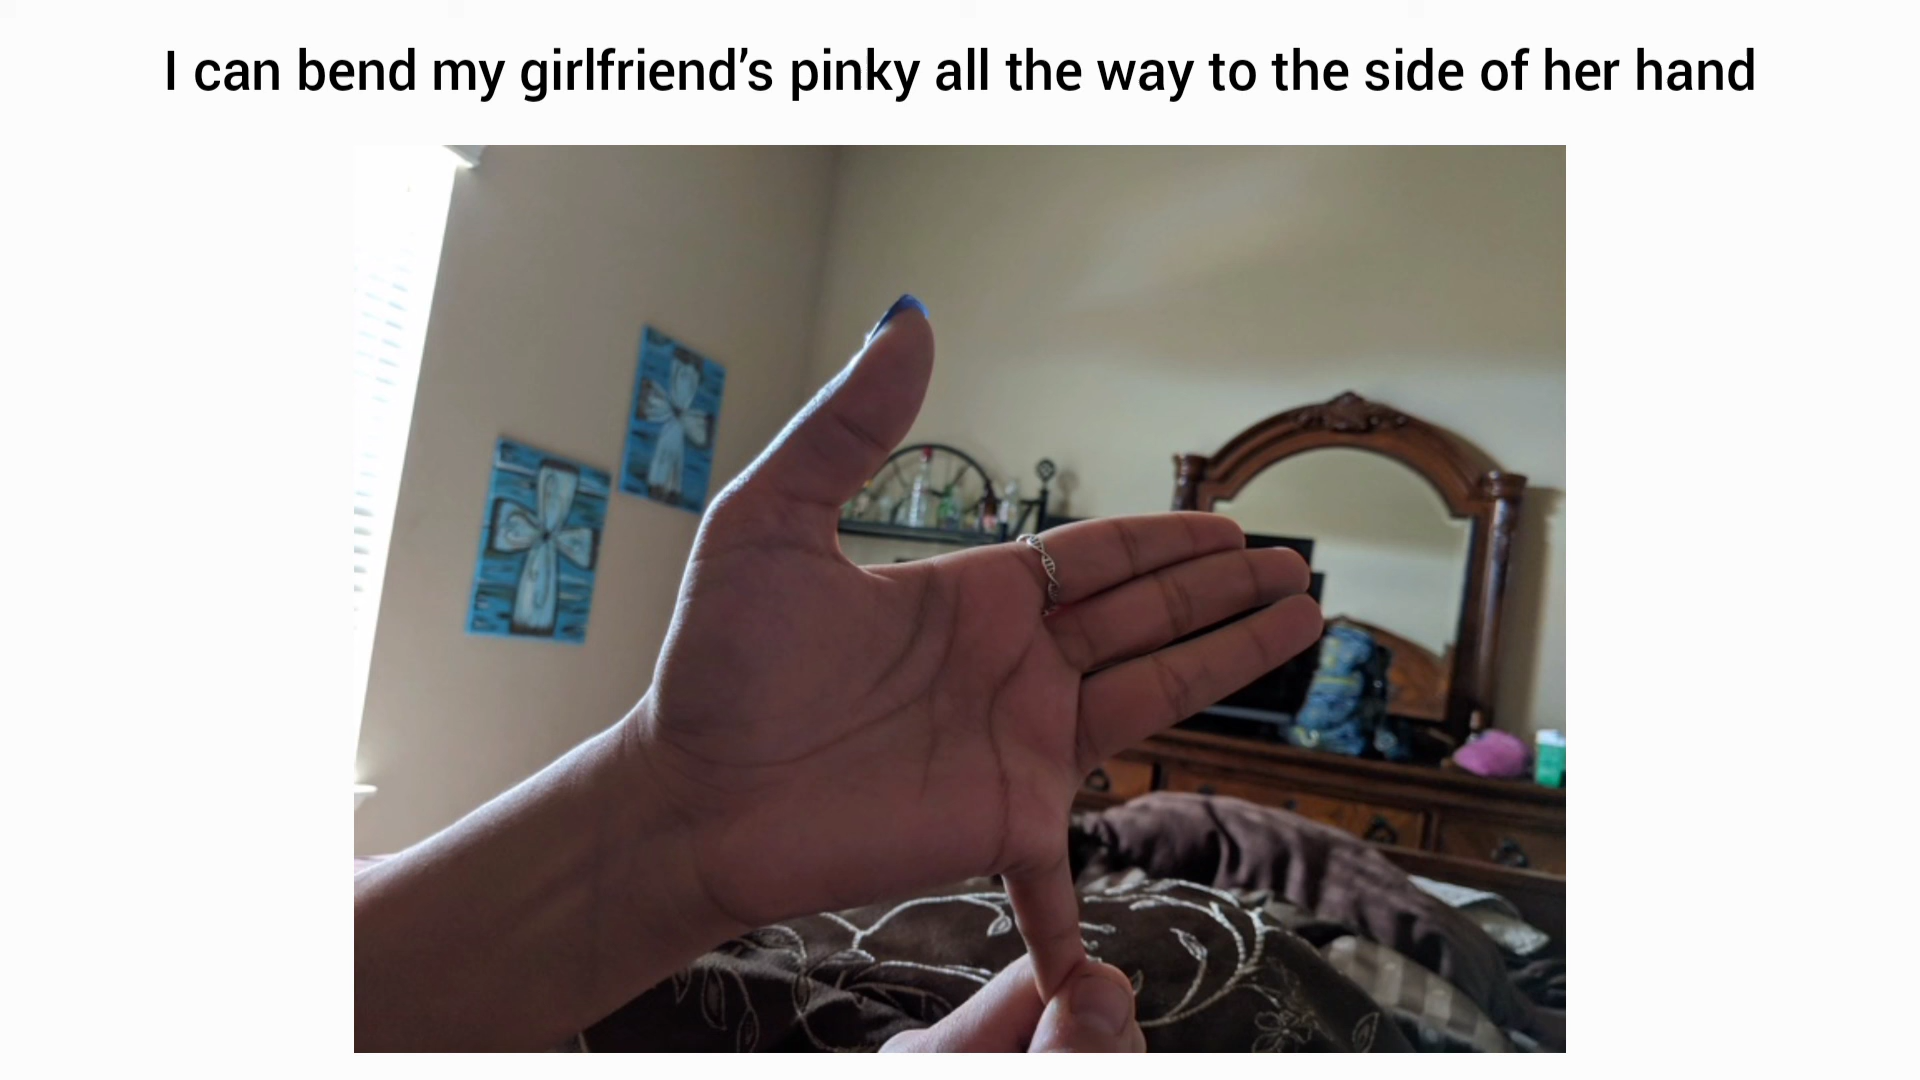 I can bend my girlfriend’s pinky all the way to the side of her hand